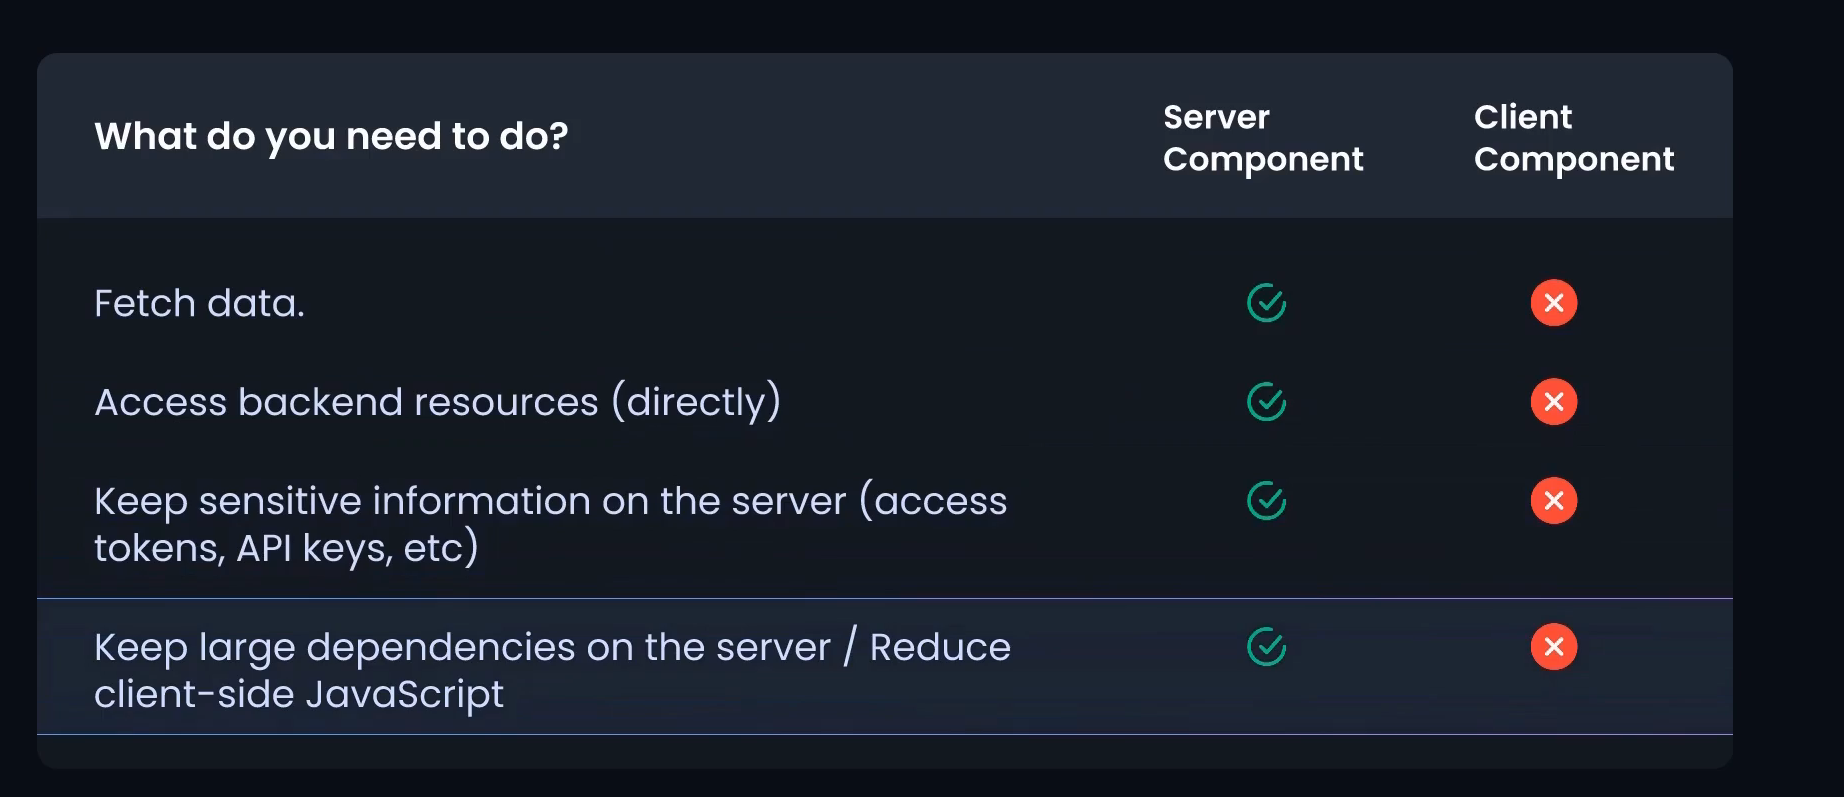 What do you need to do?
Server
Component
Client
Component
Fetch data.
Access backend resources (directly)
Keep sensitive information on the server (access
tokens, API keys, etc)
Keep large dependencies on the server / Reduce
client-side JavaScript